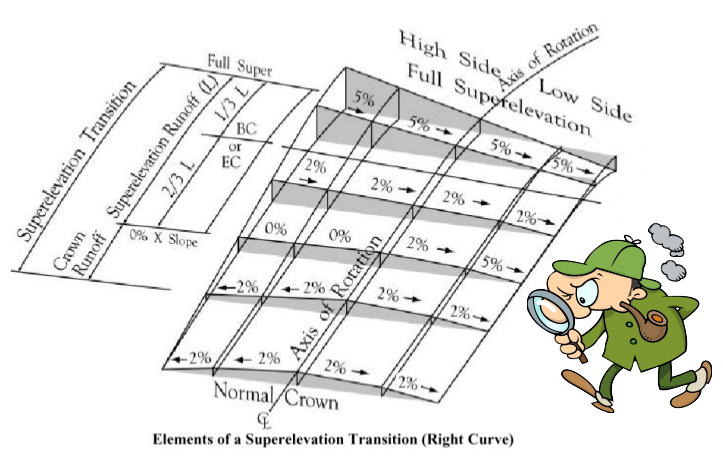 High Side
Axis of Rotation
Low Side
Full Superelevation
Full Super
Superelevation Transition
Superelevation Runoff (L)
1/3 L
BC
or
EC
2/3 L
0% X Slope
Crown
Runoff
5%
5%
5%
5%
2%
2%
2%
2%
0%
0%
2%
5%
2%
2%
2%
2%
2%
2%
2%
2%
Axis of Rotation
Normal Crown
℄
Elements of a Superelevation Transition (Right Curve)